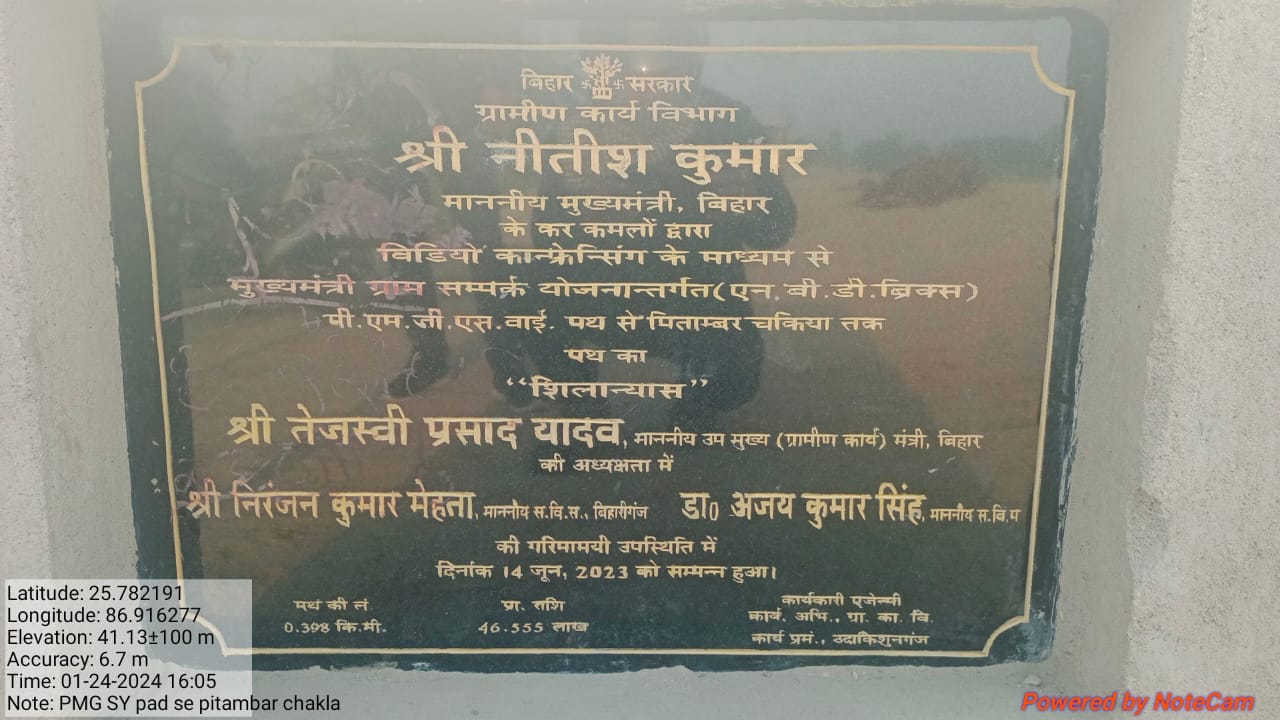 बिहार सरकार
ग्रामीण कार्य विभाग
श्री नीतीश कुमार
माननीय मुख्यमंत्री, बिहार
के कर कमलों द्वारा
विडियो कान्फ्रेन्सिंग के माध्यम से
मुख्यमंत्री ग्राम सम्पर्क योजनान्तर्गत(एन.बी.डी.ब्रिक्स)
पी.एम.जी.एस.वाई. पथ से पिताम्बर चकिया तक
पथ का
“शिलान्यास”
श्री तेजस्वी प्रसाद यादव, माननीय उप मुख्य (ग्रामीण कार्य) मंत्री, बिहार
की अध्यक्षता में
श्री निरंजन कुमार मेहता, माननीय स.वि.स., बिहारीगंज डा0 अजय कुमार सिंह, माननीय स.वि.प
की गरिमामयी उपस्थिति में
दिनांक 14 जून, 2023 को सम्पन्न हुआ।
पथ की लं. प्रा. राशि कार्यकारी एजेन्सी
0.398 कि.मी. 46.555 लाख कार्य. अभि., ग्रा. का. वि.
कार्य प्रमं., उदाकिशुनगंज
Latitude: 25.782191
Longitude: 86.916277
Elevation: 41.13±100 m
Accuracy: 6.7 m
Time: 01-24-2024 16:05
Note: PMG SY pad se pitambar chakla
Powered by NoteCam